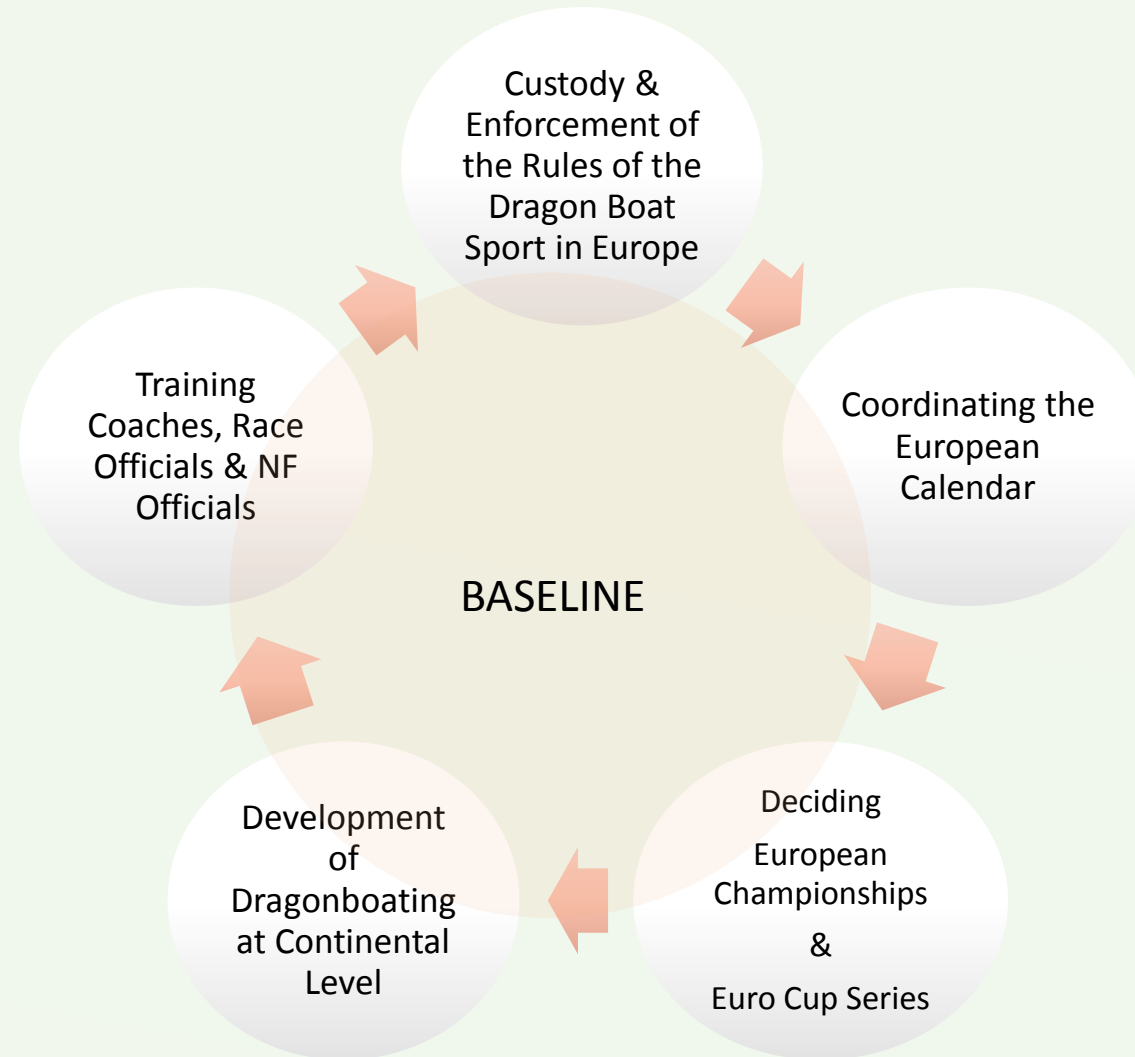 Custody &
Enforcement of
the Rules of the
Dragon Boat
Sport in Europe
Coordinating the
European
Calendar
Deciding
European
Championships
&
Euro Cup Series
Development
of
Dragonboating
at Continental
Level
Training
Coaches, Race
Officials & NF
Officials
BASELINE